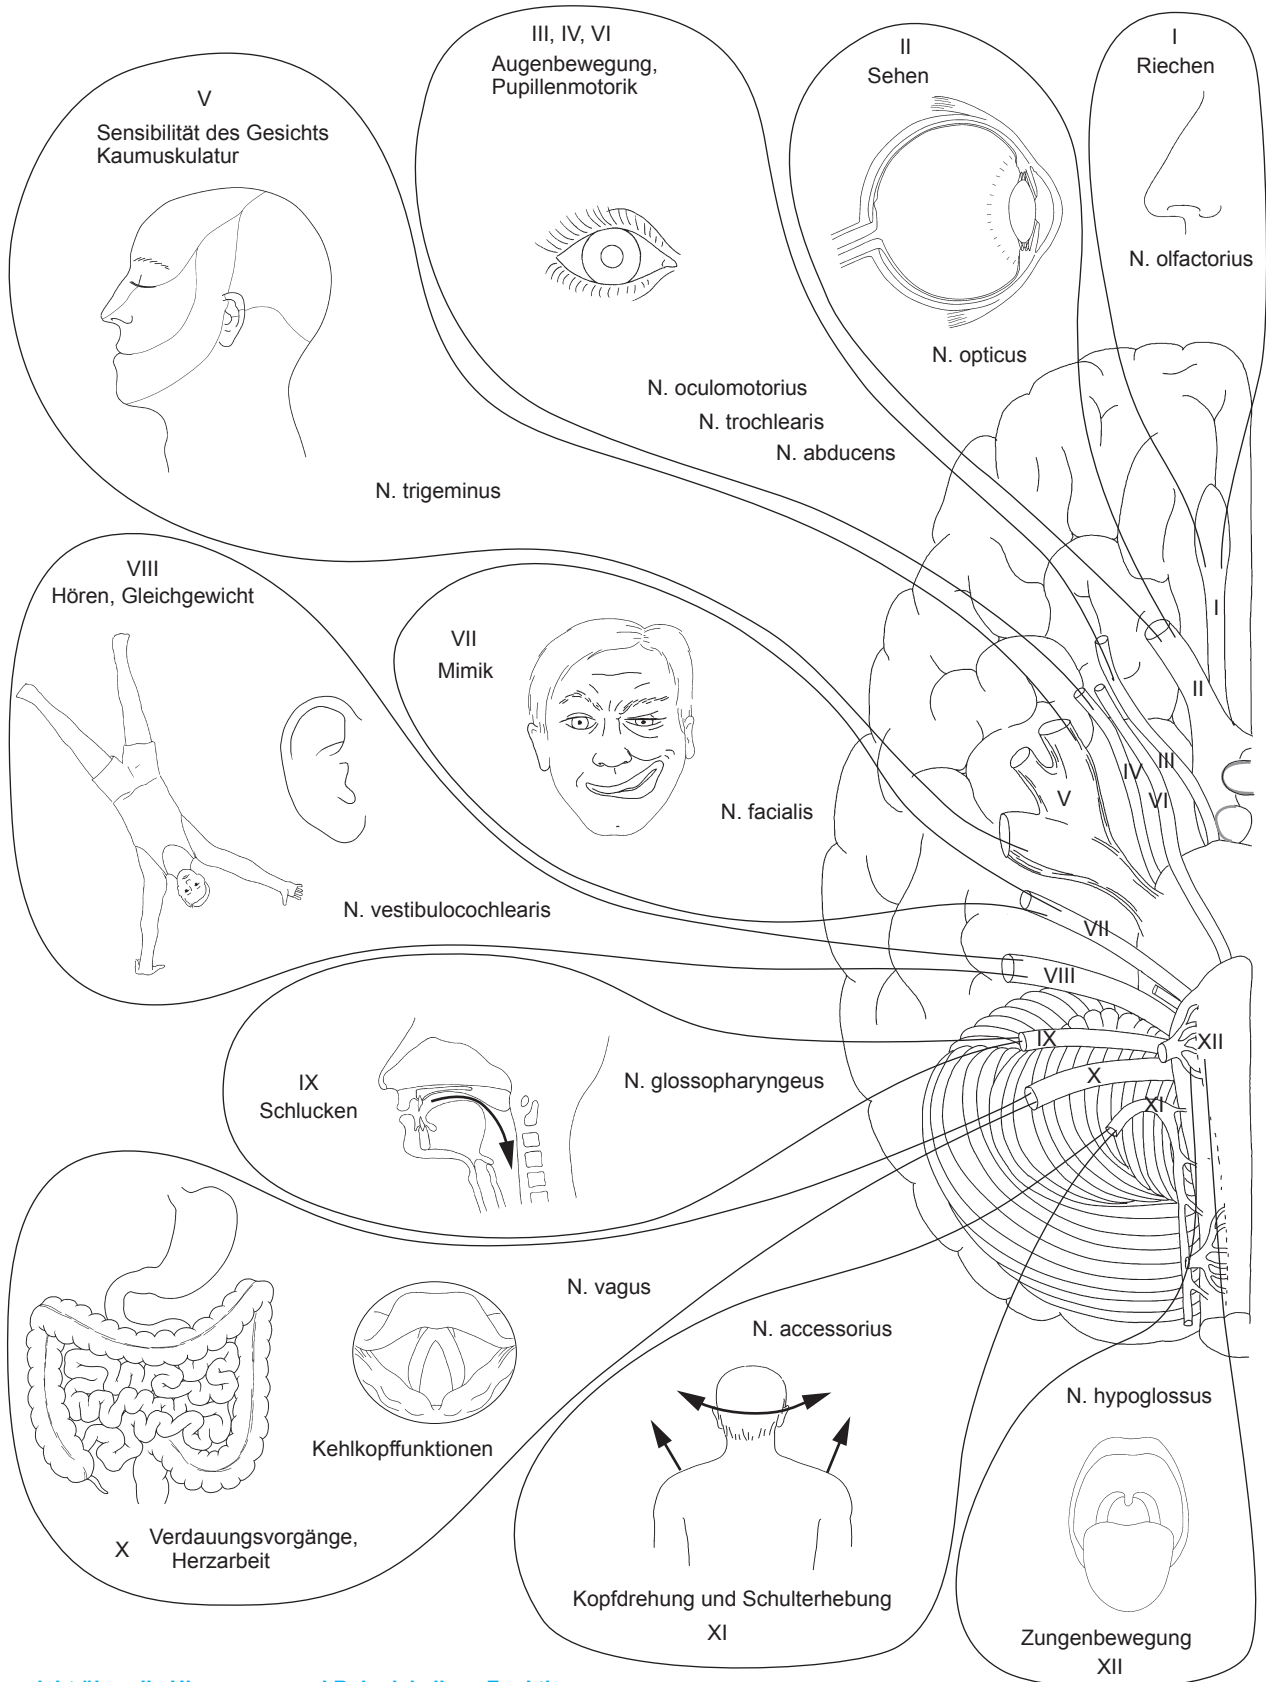 III, IV, VI
Augenbewegung,
Pupillenmotorik
II
Sehen
I
Riechen
V
Sensibilität des Gesichts
Kaumuskulatur
N. olfactorius
N. opticus
N. oculomotorius
N. trochlearis
N. abducens
N. trigeminus
VIII
Hören, Gleichgewicht
VII
Mimik
N. facialis
N. vestibulocochlearis
I
II
III
IV
V
VI
VII
VIII
IX
XII
X
XI
IX
Schlucken
N. glossopharyngeus
N. vagus
N. accessorius
N. hypoglossus
Kehlkopffunktionen
X
Verdauungsvorgänge,
Herzarbeit
Kopfdrehung und Schulterhebung
XI
Zungenbewegung
XII